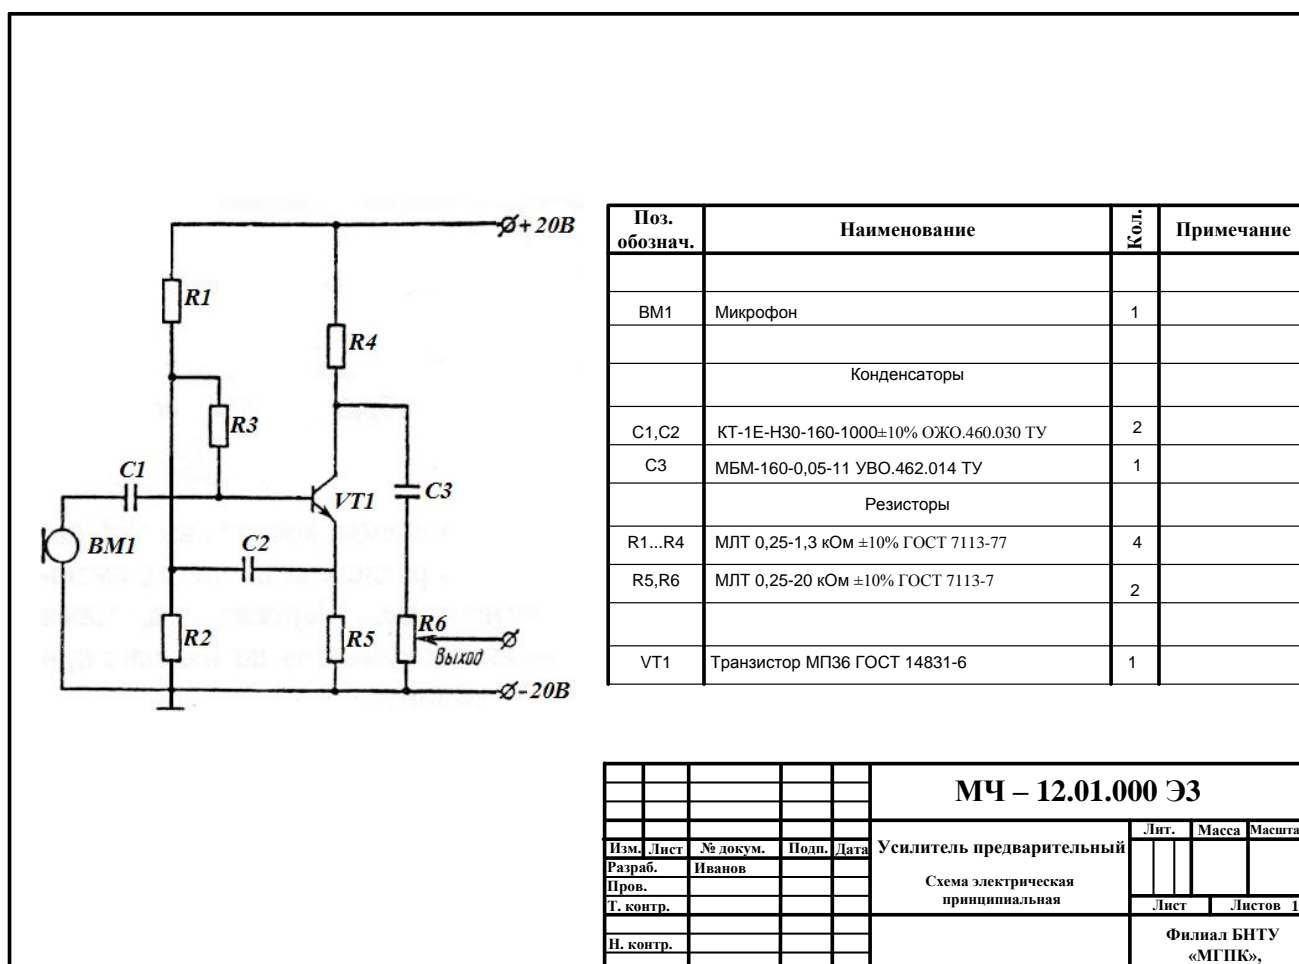 +20В
R1
R4
R3
C1
VT1
C3
BM1
C2
R2
R5
R6
Выход
-20В
Поз. обознач.
Наименование
Кол.
Примечание
BM1 Микрофон 1
Конденсаторы
C1,C2 КТ-1Е-Н30-160-1000±10% ОЖО.460.030 ТУ 2
C3 МБМ-160-0,05-11 УВО.462.014 ТУ 1
Резисторы
R1...R4 МЛТ 0,25-1,3 кОм ±10% ГОСТ 7113-77 4
R5,R6 МЛТ 0,25-20 кОм ±10% ГОСТ 7113-7 2
VT1 Транзистор МП36 ГОСТ 14831-6 1
МЧ – 12.01.000 ЭЗ
Изм. Лист № докум. Подп. Дата
Разраб. Иванов
Пров.
Т. контр.
Н. контр.
Усилитель предварительный
Схема электрическая
принципиальная
Лит. Масса Масшта
Лист Листов 1
Филиал БНТУ
«МГПК»,